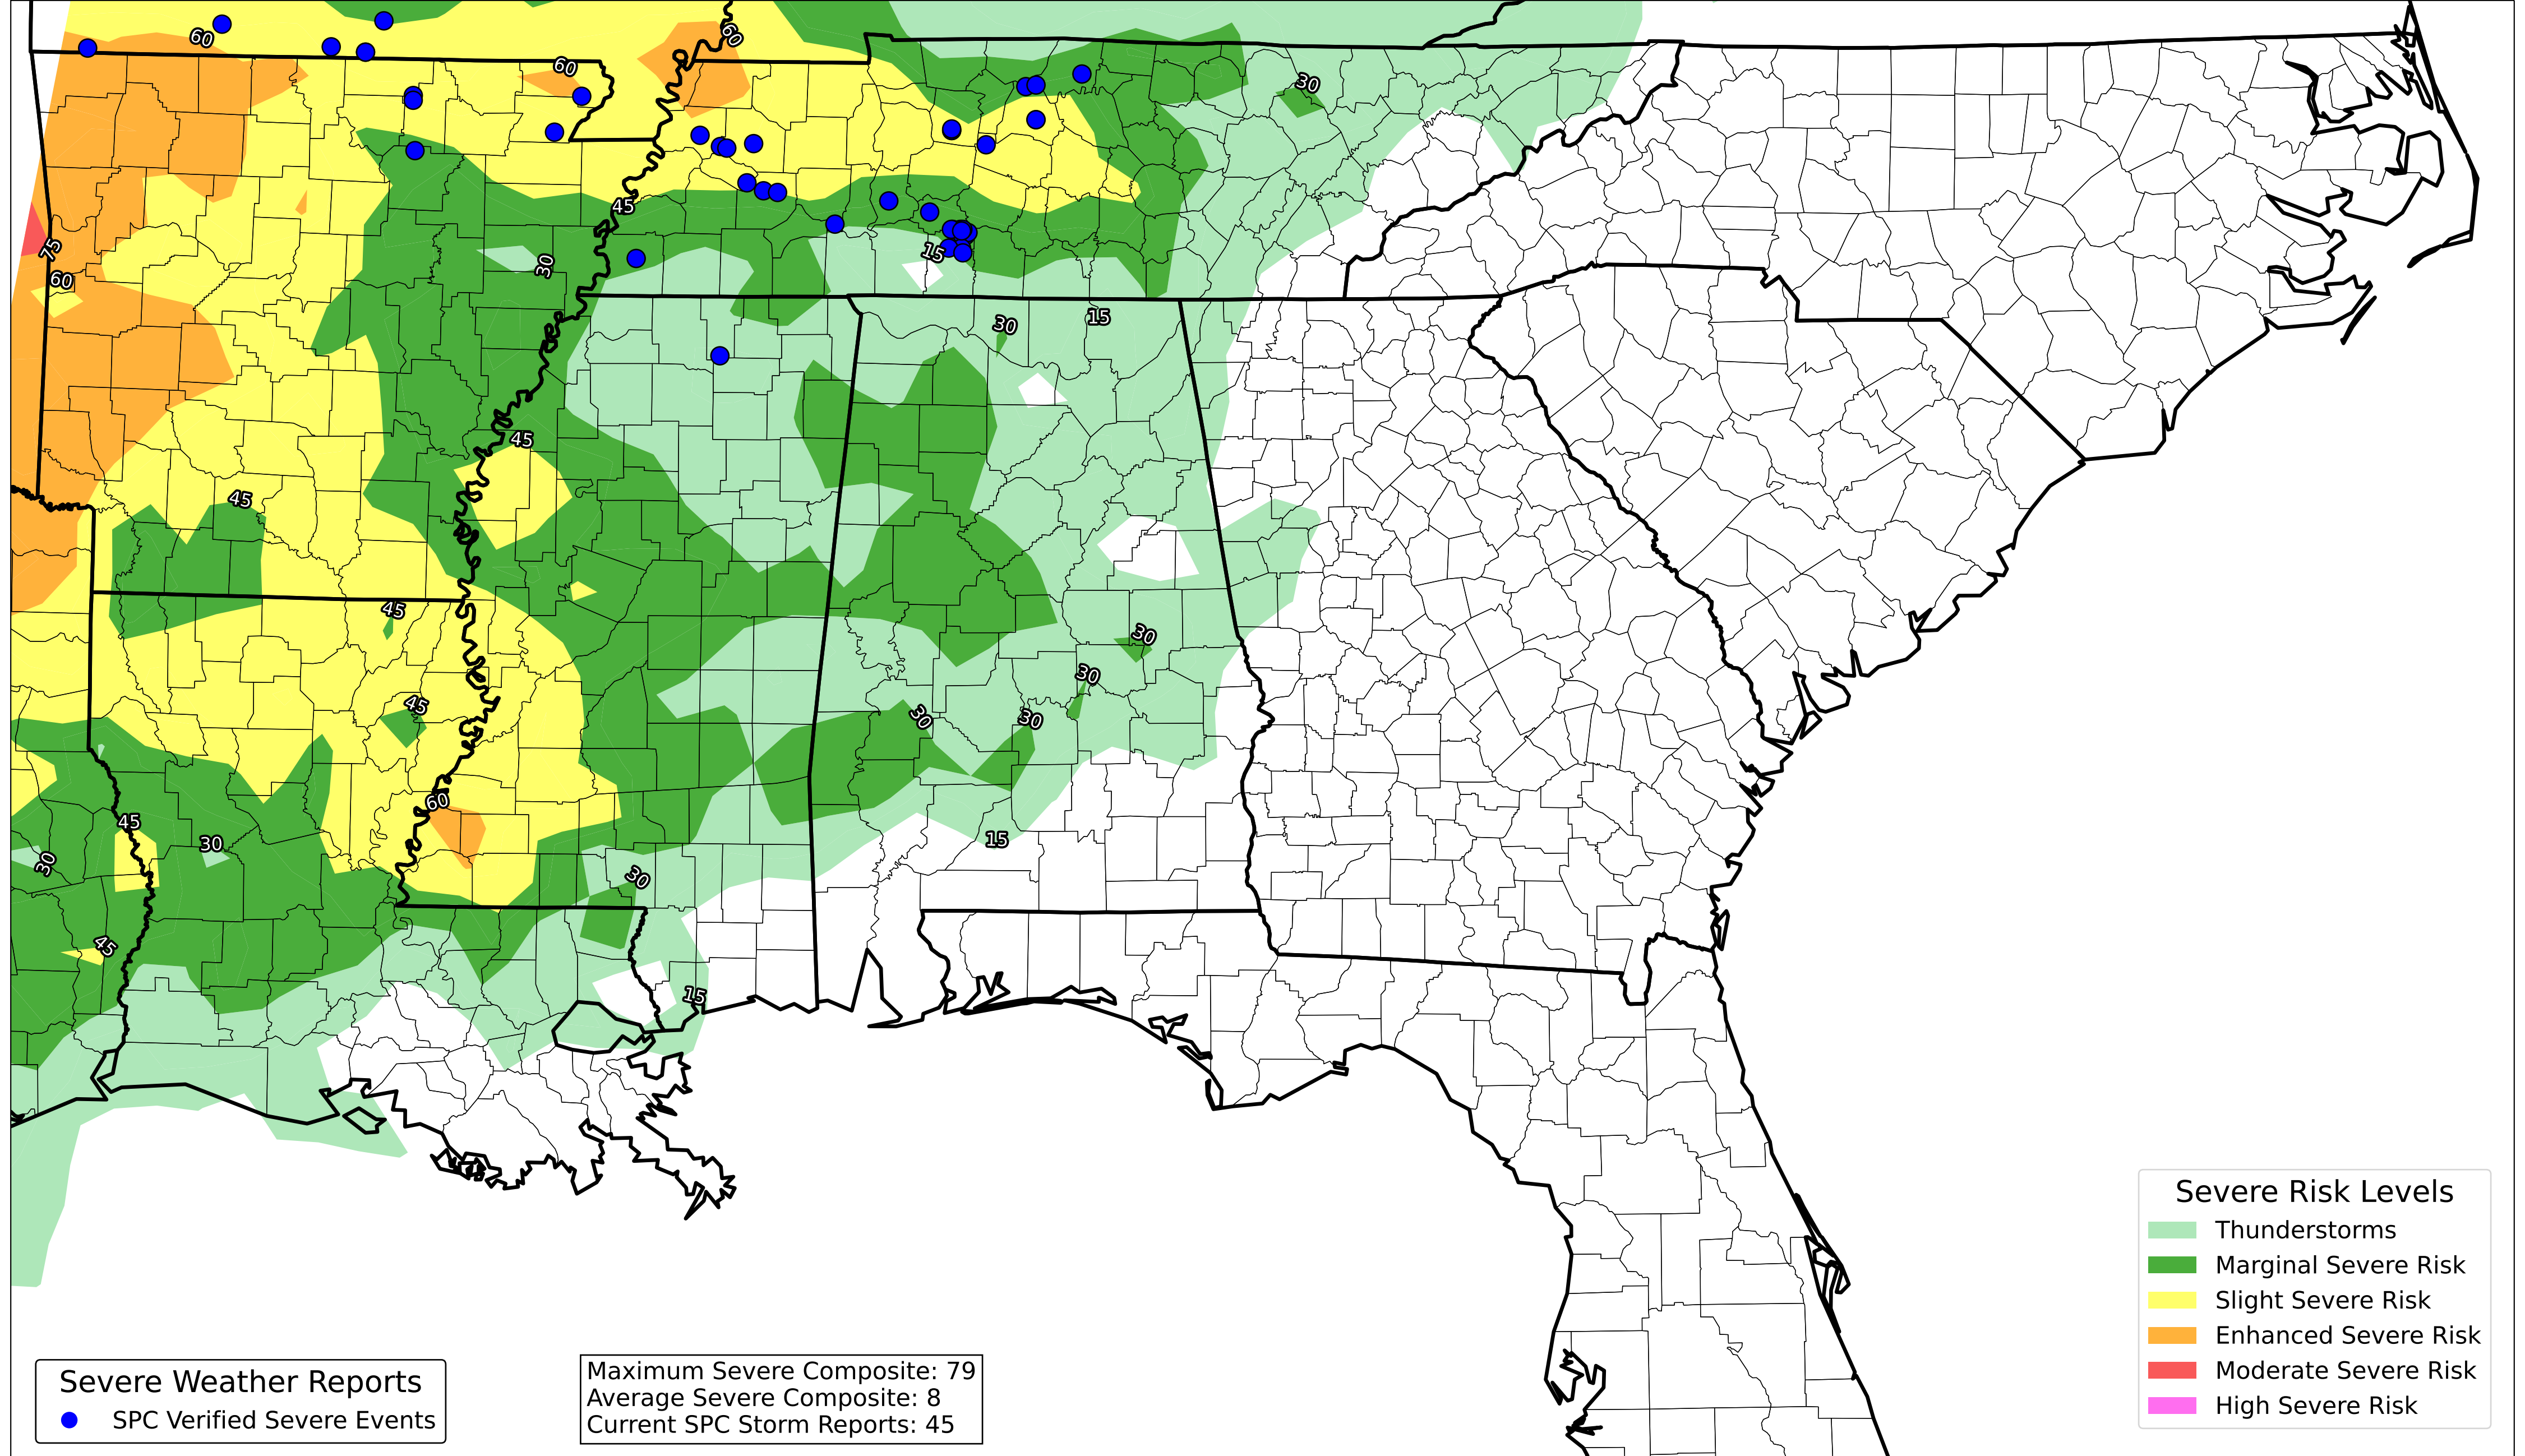 60
60
60
30
45
75
60
30
15
30
15
45
45
45
30
30
45
30
30
60
45
30
15
30
30
45
15
Severe Risk Levels
Thunderstorms
Marginal Severe Risk
Slight Severe Risk
Enhanced Severe Risk
Moderate Severe Risk
High Severe Risk
Severe Weather Reports
SPC Verified Severe Events
Maximum Severe Composite: 79
Average Severe Composite: 8
Current SPC Storm Reports: 45